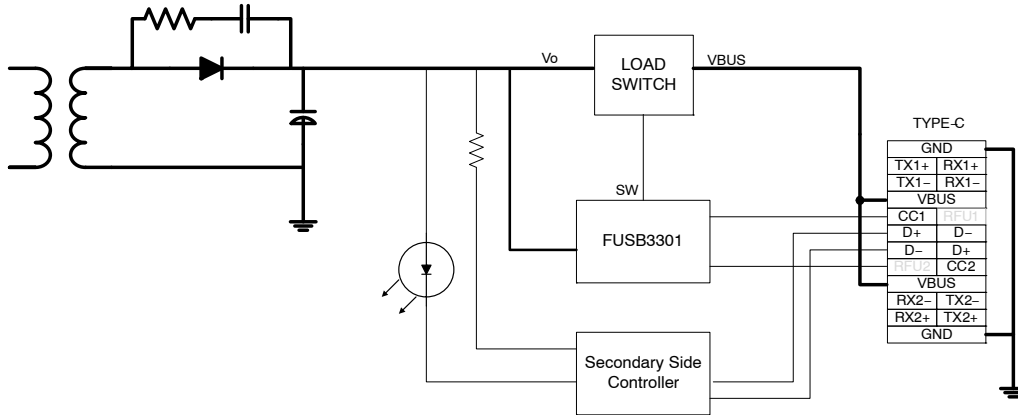 Vo
LOAD
SWITCH
VBUS
TYPE−C
GND
TX1+ RX1+
TX1− RX1−
VBUS
SW
CC1 RFU1
FUSB3301
D+ D−
D− D+
RFU2 CC2
VBUS
RX2− TX2−
RX2+ TX2+
GND
Secondary Side
Controller